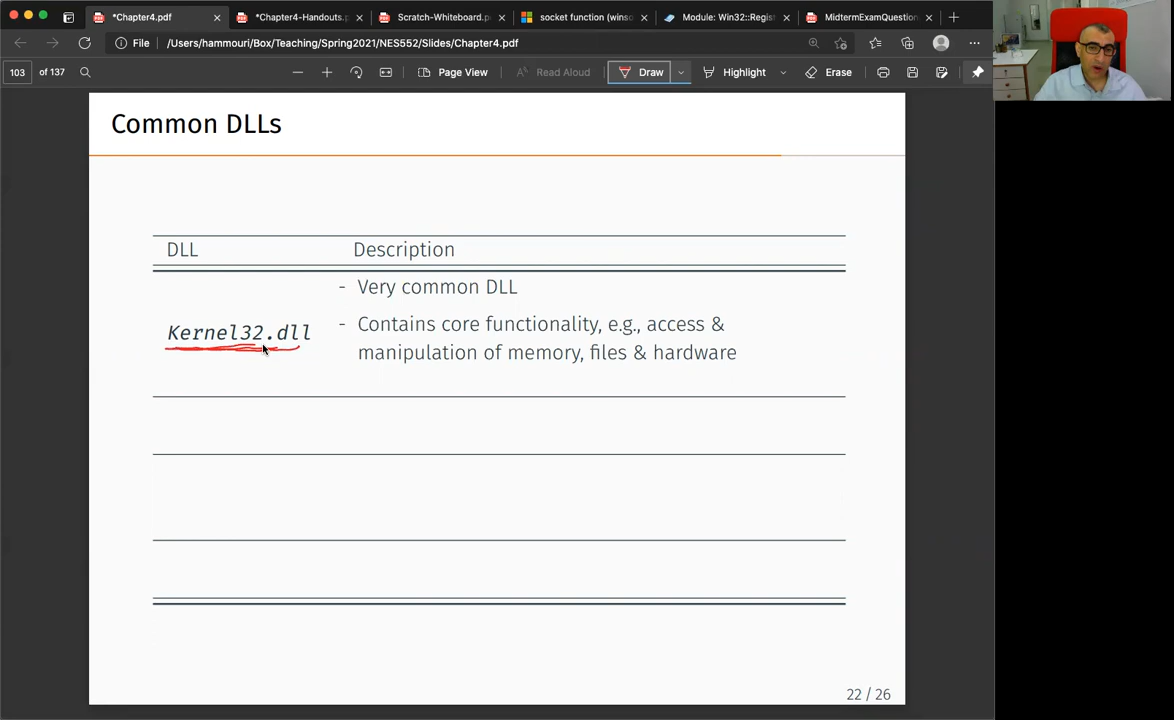 *Chapter4.pdf
*Chapter4-Handouts.p
Scratch-Whiteboard.p
socket function (winso
Module: Win32::Regis
MidtermExamQuestion
File
/Users/hammouri/Box/Teaching/Spring2021/NES552/Slides/Chapter4.pdf
103 of 137
Page View
Read Aloud
Draw
Highlight
Erase
Common DLLs
DLL Description
- Very common DLL
Kernel32.dll
- Contains core functionality, e.g., access &
manipulation of memory, files & hardware
22 / 26